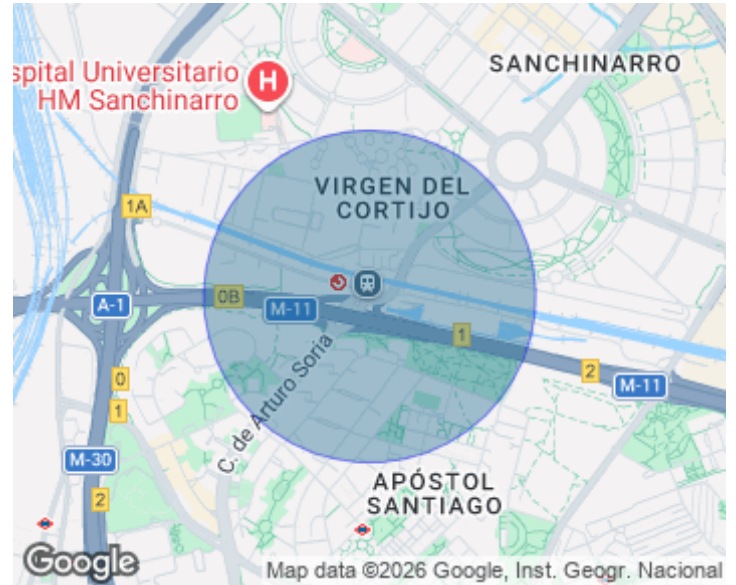 SANCHINARRO
spital Universitario
HM Sanchinarro
H
VIRGEN DEL
CORTIJO
1A
0B
A-1
M-11
1
2
M-11
0
1
C. de Arturo Soria
M-30
2
APÓSTOL
SANTIAGO
Google
Map data ©2026 Google, Inst. Geogr. Nacional